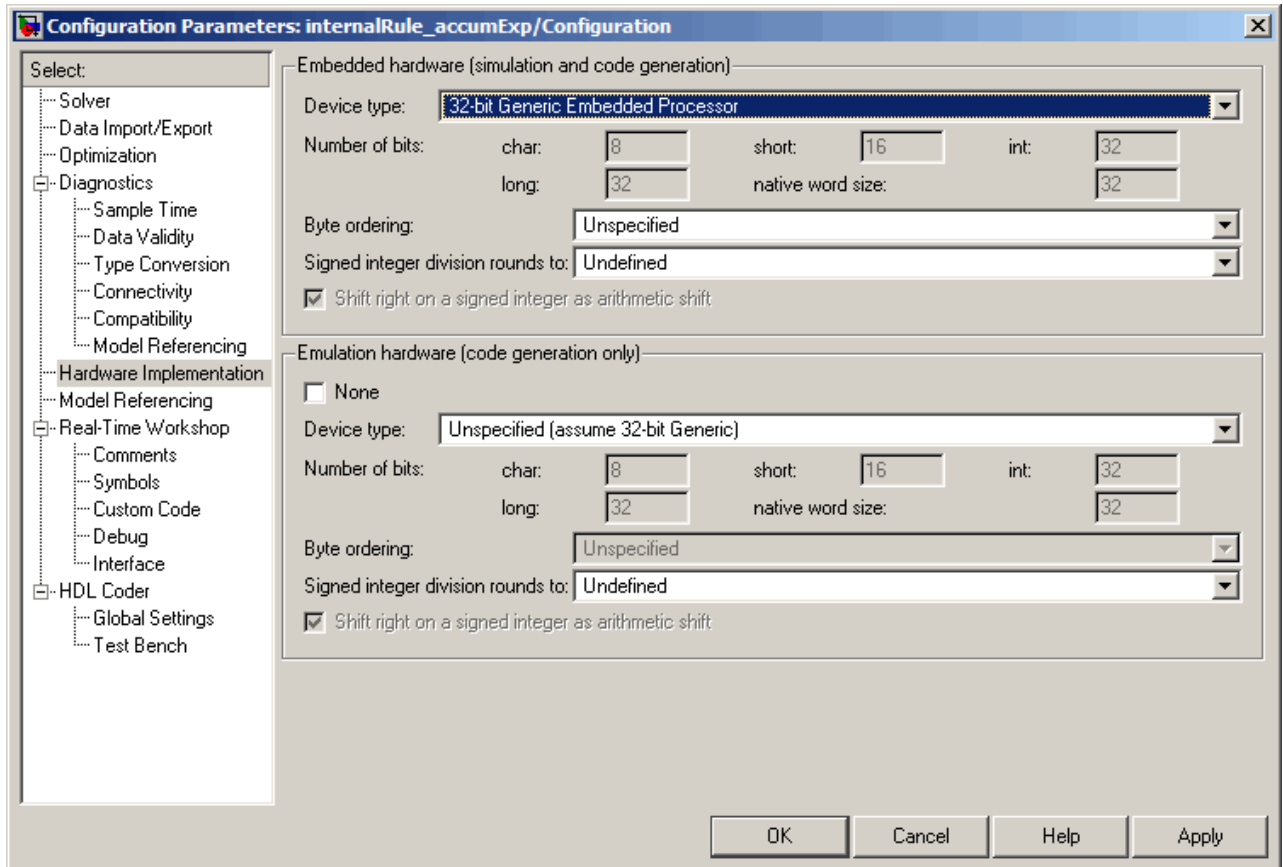 Configuration Parameters: internalRule_accumExp/Configuration
Select:
Solver
Data Import/Export
Optimization
Diagnostics
Sample Time
Data Validity
Type Conversion
Connectivity
Compatibility
Model Referencing
Hardware Implementation
Model Referencing
Real-Time Workshop
Comments
Symbols
Custom Code
Debug
Interface
HDL Coder
Global Settings
Test Bench
Embedded hardware (simulation and code generation)
Device type: 32-bit Generic Embedded Processor
Number of bits: char: 8 short: 16 int: 32
long: 32 native word size: 32
Byte ordering: Unspecified
Signed integer division rounds to: Undefined
Shift right on a signed integer as arithmetic shift
Emulation hardware (code generation only)
None
Device type: Unspecified (assume 32-bit Generic)
Number of bits: char: 8 short: 16 int: 32
long: 32 native word size: 32
Byte ordering: Unspecified
Signed integer division rounds to: Undefined
Shift right on a signed integer as arithmetic shift
OK Cancel Help Apply